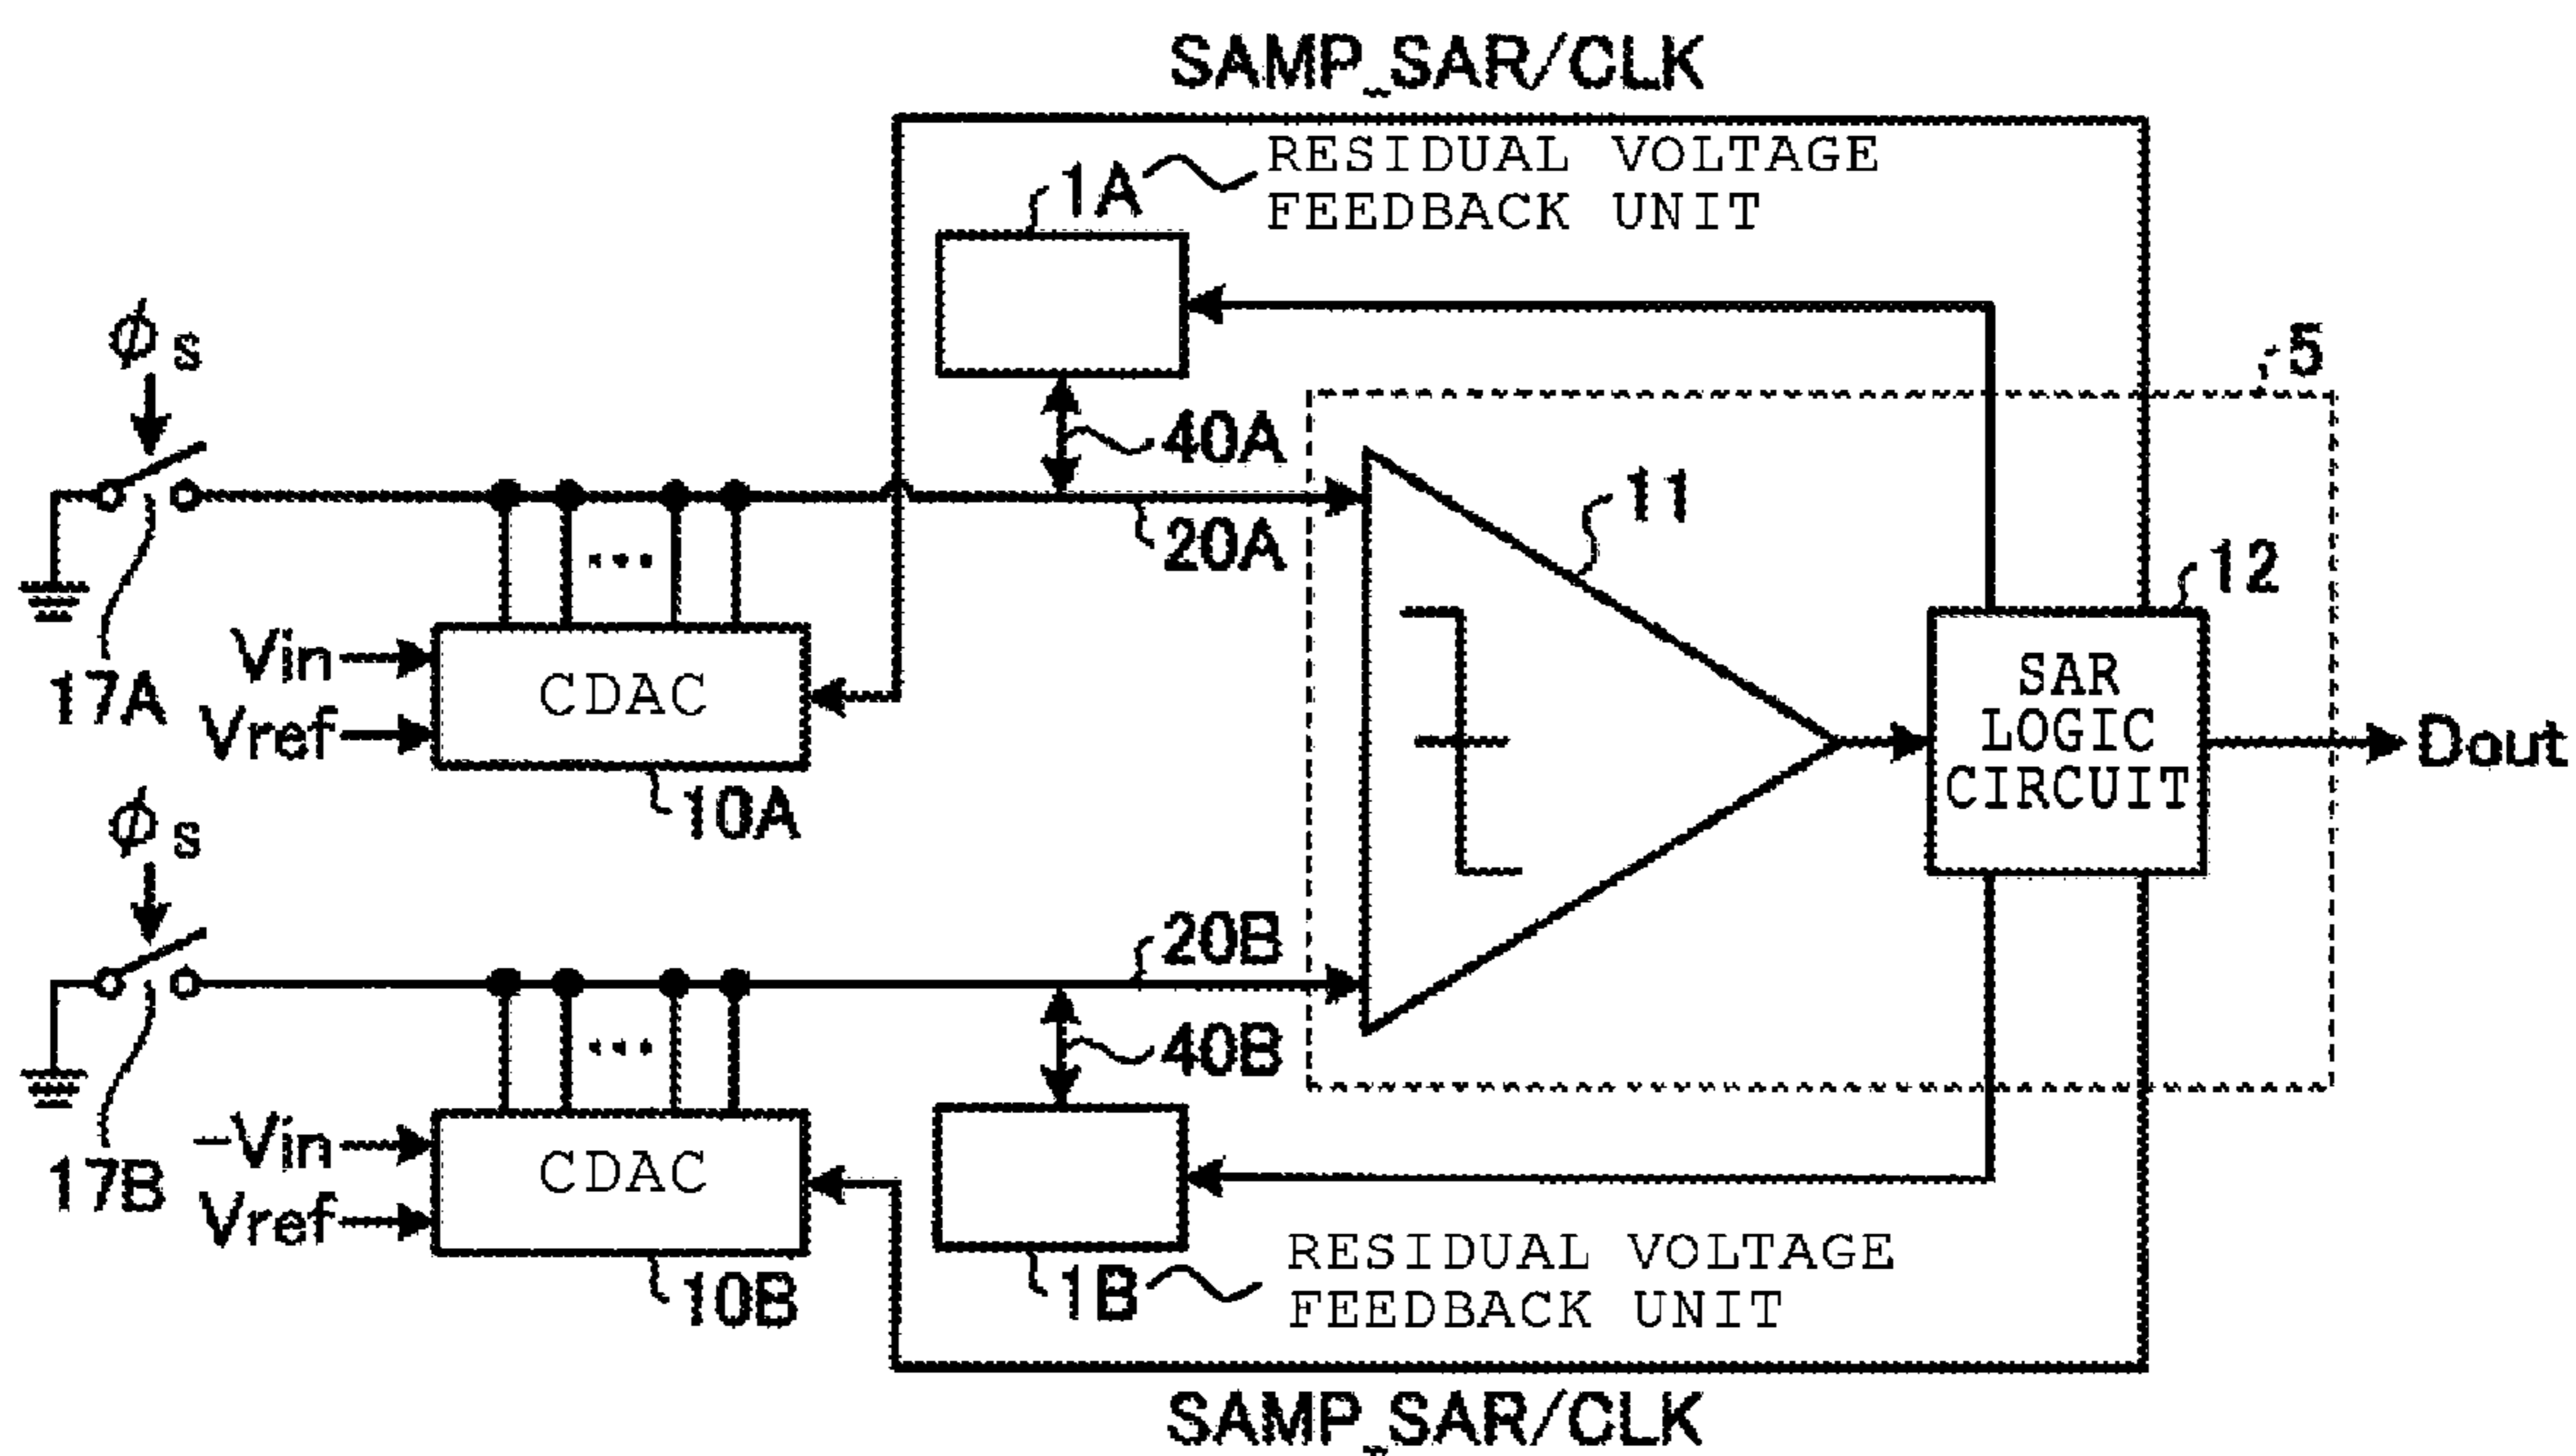 SAMP_SAR/CLK
1A
RESIDUAL VOLTAGE
FEEDBACK UNIT
ϕs
5
40A
11
20A
12
Vin
17A
Vref
CDAC
SAR
LOGIC
CIRCUIT
Dout
10A
ϕs
20B
40B
-Vin
17B
Vref
CDAC
10B
1B
RESIDUAL VOLTAGE
FEEDBACK UNIT
SAMP_SAR/CLK